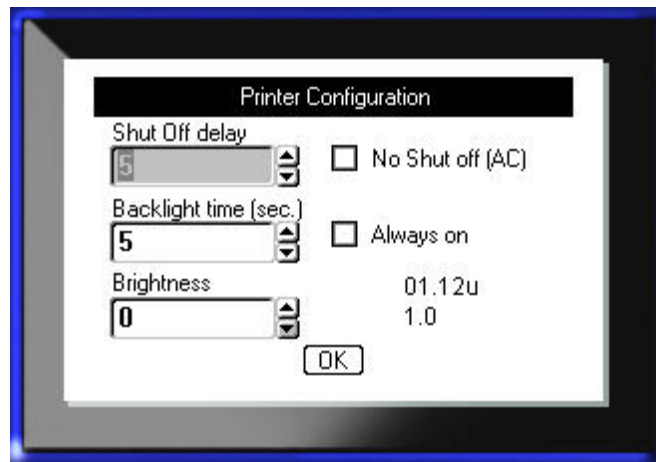 Printer Configuration
Shut Off delay
5
No Shut off (AC)
Backlight time (sec.)
5
Always on
Brightness
0
01.12u
1.0
OK